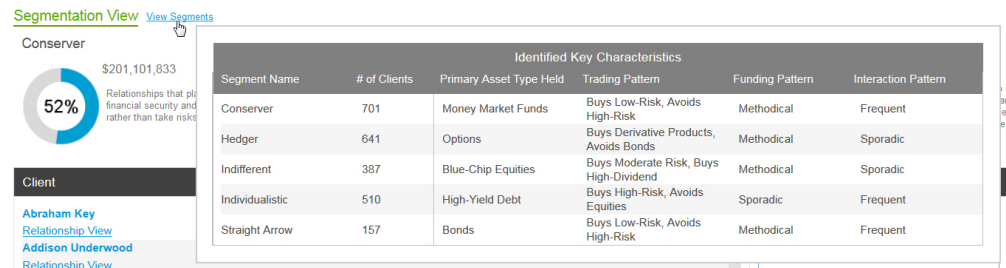 Segmentation View View Segments
Conserver
$201,101,833
52%
Relationships that
financial security and
rather than take risks
Identified Key Characteristics
Segment Name # of Clients Primary Asset Type Held Trading Pattern Funding Pattern Interaction Pattern
Conserver 701 Money Market Funds Buys Low-Risk, Avoids High-Risk Methodical Frequent
Hedger 641 Options Buys Derivative Products, Avoids Bonds Methodical Sporadic
Indifferent 387 Blue-Chip Equities Buys Moderate Risk, Buys High-Dividend Methodical Sporadic
Individualistic 510 High-Yield Debt Buys High-Risk, Avoids Equities Sporadic Frequent
Straight Arrow 157 Bonds Buys Low-Risk, Avoids High-Risk Methodical Frequent
Client
Abraham Key
Relationship View
Addison Underwood
Relationship View